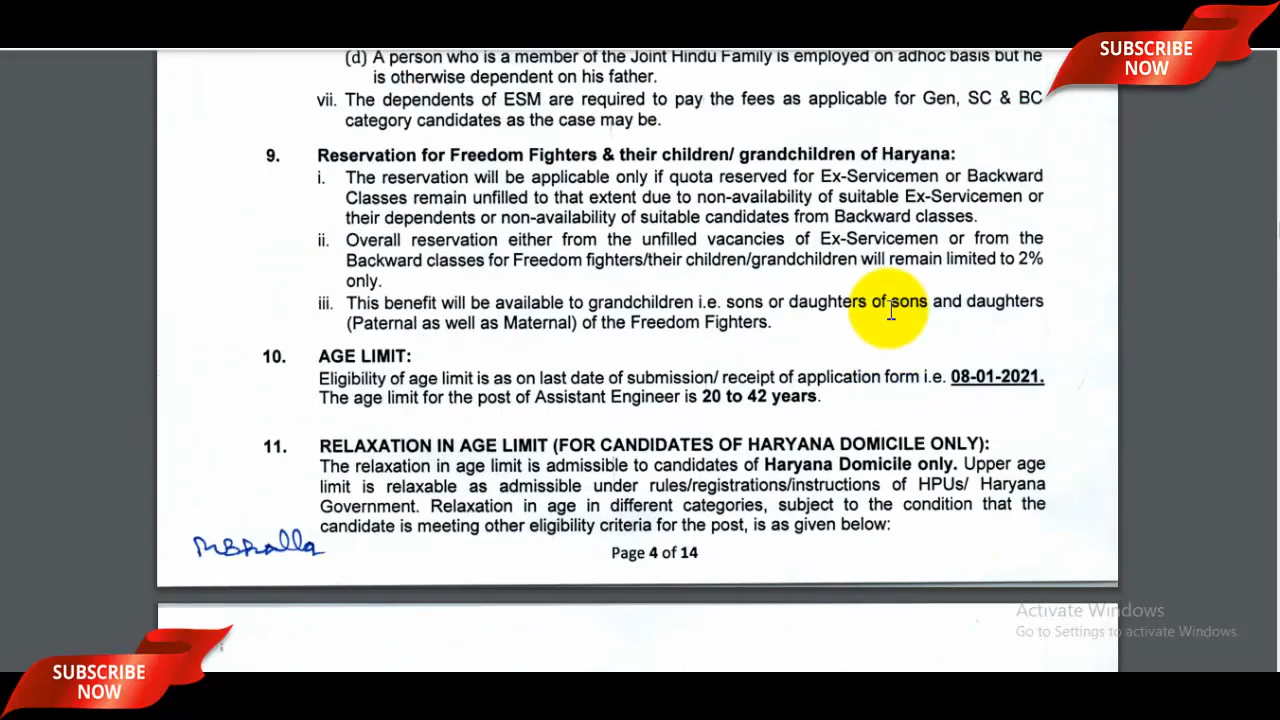 SUBSCRIBE
NOW
(d) A person who is a member of the Joint Hindu Family is employed on adhoc basis but he
is otherwise dependent on his father.
vii. The dependents of ESM are required to pay the fees as applicable for Gen, SC & BC
category candidates as the case may be.
9. Reservation for Freedom Fighters & their children/ grandchildren of Haryana:
i. The reservation will be applicable only if quota reserved for Ex-Servicemen or Backward
Classes remain unfilled to that extent due to non-availability of suitable Ex-Servicemen or
their dependents or non-availability of suitable candidates from Backward classes.
ii. Overall reservation either from the unfilled vacancies of Ex-Servicemen or from the
Backward classes for Freedom fighters/their children/grandchildren will remain limited to 2%
only.
iii. This benefit will be available to grandchildren i.e. sons or daughters of sons and daughters
(Paternal as well as Maternal) of the Freedom Fighters.
10. AGE LIMIT:
Eligibility of age limit is as on last date of submission/ receipt of application form i.e. 08-01-2021.
The age limit for the post of Assistant Engineer is 20 to 42 years.
11. RELAXATION IN AGE LIMIT (FOR CANDIDATES OF HARYANA DOMICILE ONLY):
The relaxation in age limit is admissible to candidates of Haryana Domicile only. Upper age
limit is relaxable as admissible under rules/registrations/instructions of HPUs/ Haryana
Government. Relaxation in age in different categories, subject to the condition that the
candidate is meeting other eligibility criteria for the post, is as given below:
Page 4 of 14
Activate Windows
Go to Settings to activate Windows.
SUBSCRIBE
NOW